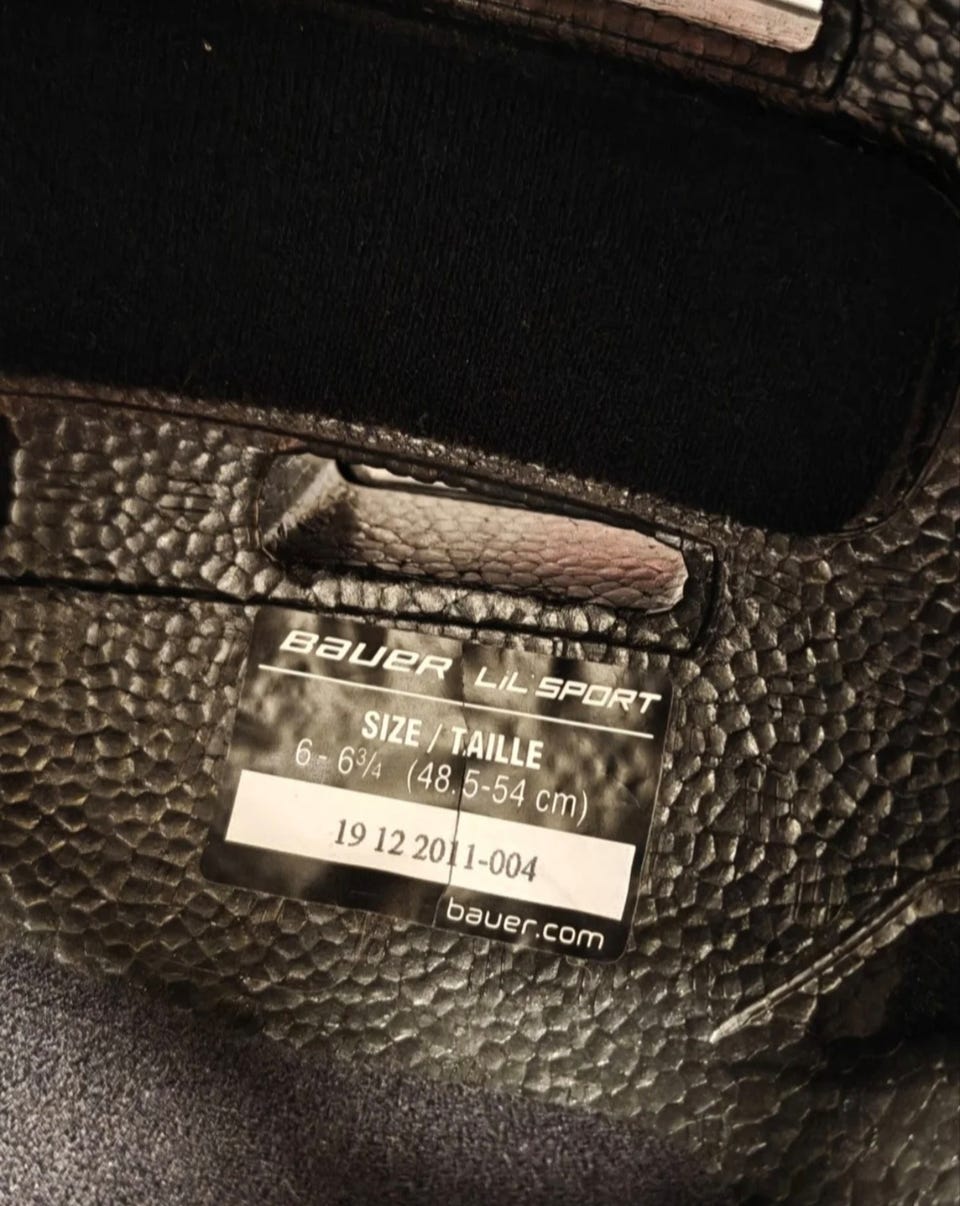 BAUER LIL SPORT
SIZE / TAILLE
6 - 6¾ (48.5-54 cm)
19 12 2011-004
bauer.com